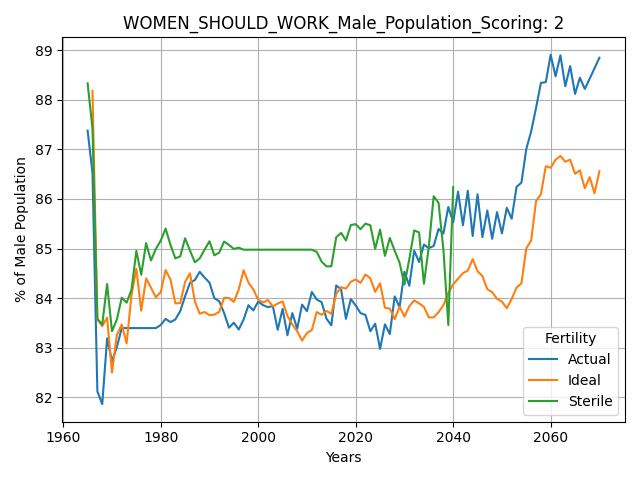 WOMEN_SHOULD_WORK_Male_Population_Scoring: 2
% of Male Population
89
88
87
86
85
84
83
82
1960
1980
2000
2020
2040
2060
Years
Fertility
Actual
Ideal
Sterile